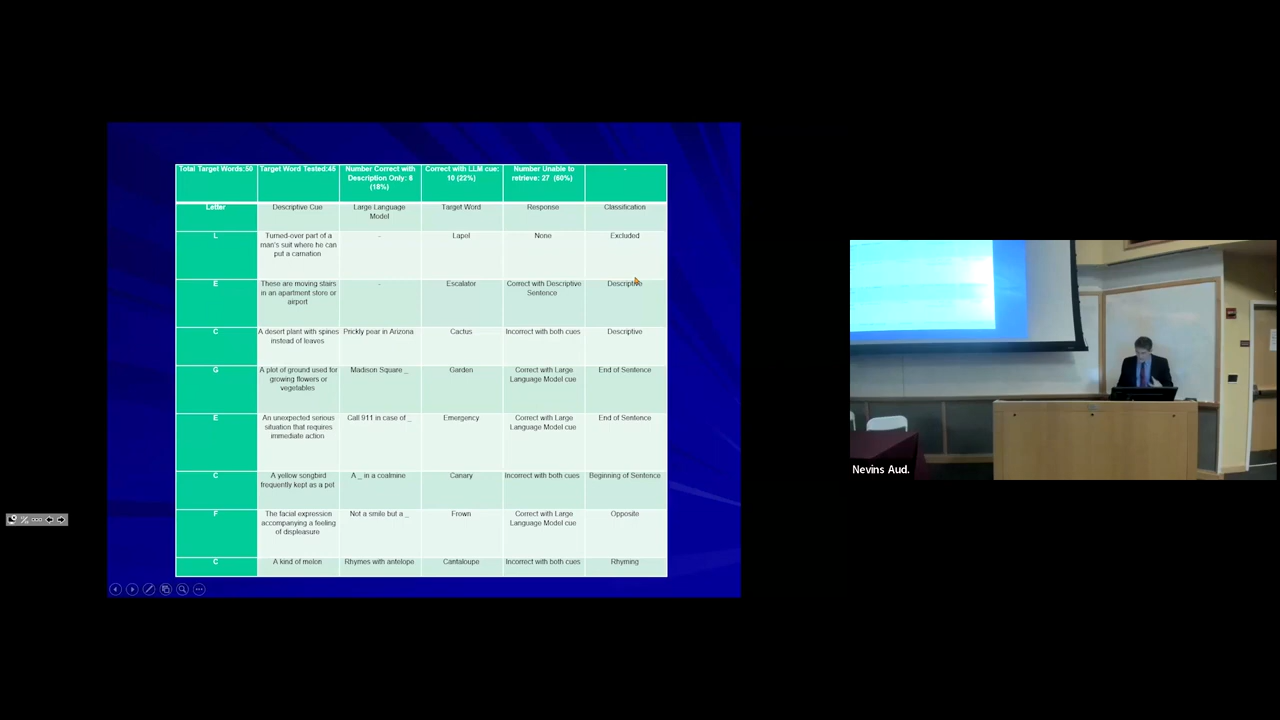 Total Target Words:50
Target Word Tested:45
Number Correct with
Description Only: 8
(18%)
Correct with LLM cue:
10 (22%)
Number Unable to
retrieve: 27 (60%)
-
Letter
Descriptive Cue
Large Language
Model
Target Word
Response
Classification
L
Turned-over part of a
man's suit where he can
put a carnation
-
Lapel
None
Excluded
E
These are moving stairs
in an apartment store or
airport
-
Escalator
Correct with Descriptive
Sentence
Descriptive
C
A desert plant with spines
instead of leaves
Prickly pear in Arizona
Cactus
Incorrect with both cues
Descriptive
G
A plot of ground used for
growing flowers or
vegetables
Madison Square _
Garden
Correct with Large
Language Model cue
End of Sentence
E
An unexpected serious
situation that requires
immediate action
Call 911 in case of _
Emergency
Correct with Large
Language Model cue
End of Sentence
C
A yellow songbird
frequently kept as a pet
A _ in a coalmine
Canary
Incorrect with both cues
Beginning of Sentence
F
The facial expression
accompanying a feeling
of displeasure
Not a smile but a _
Frown
Correct with Large
Language Model cue
Opposite
C
A kind of melon
Rhymes with antelope
Cantaloupe
Incorrect with both cues
Rhyming
Nevins Aud.